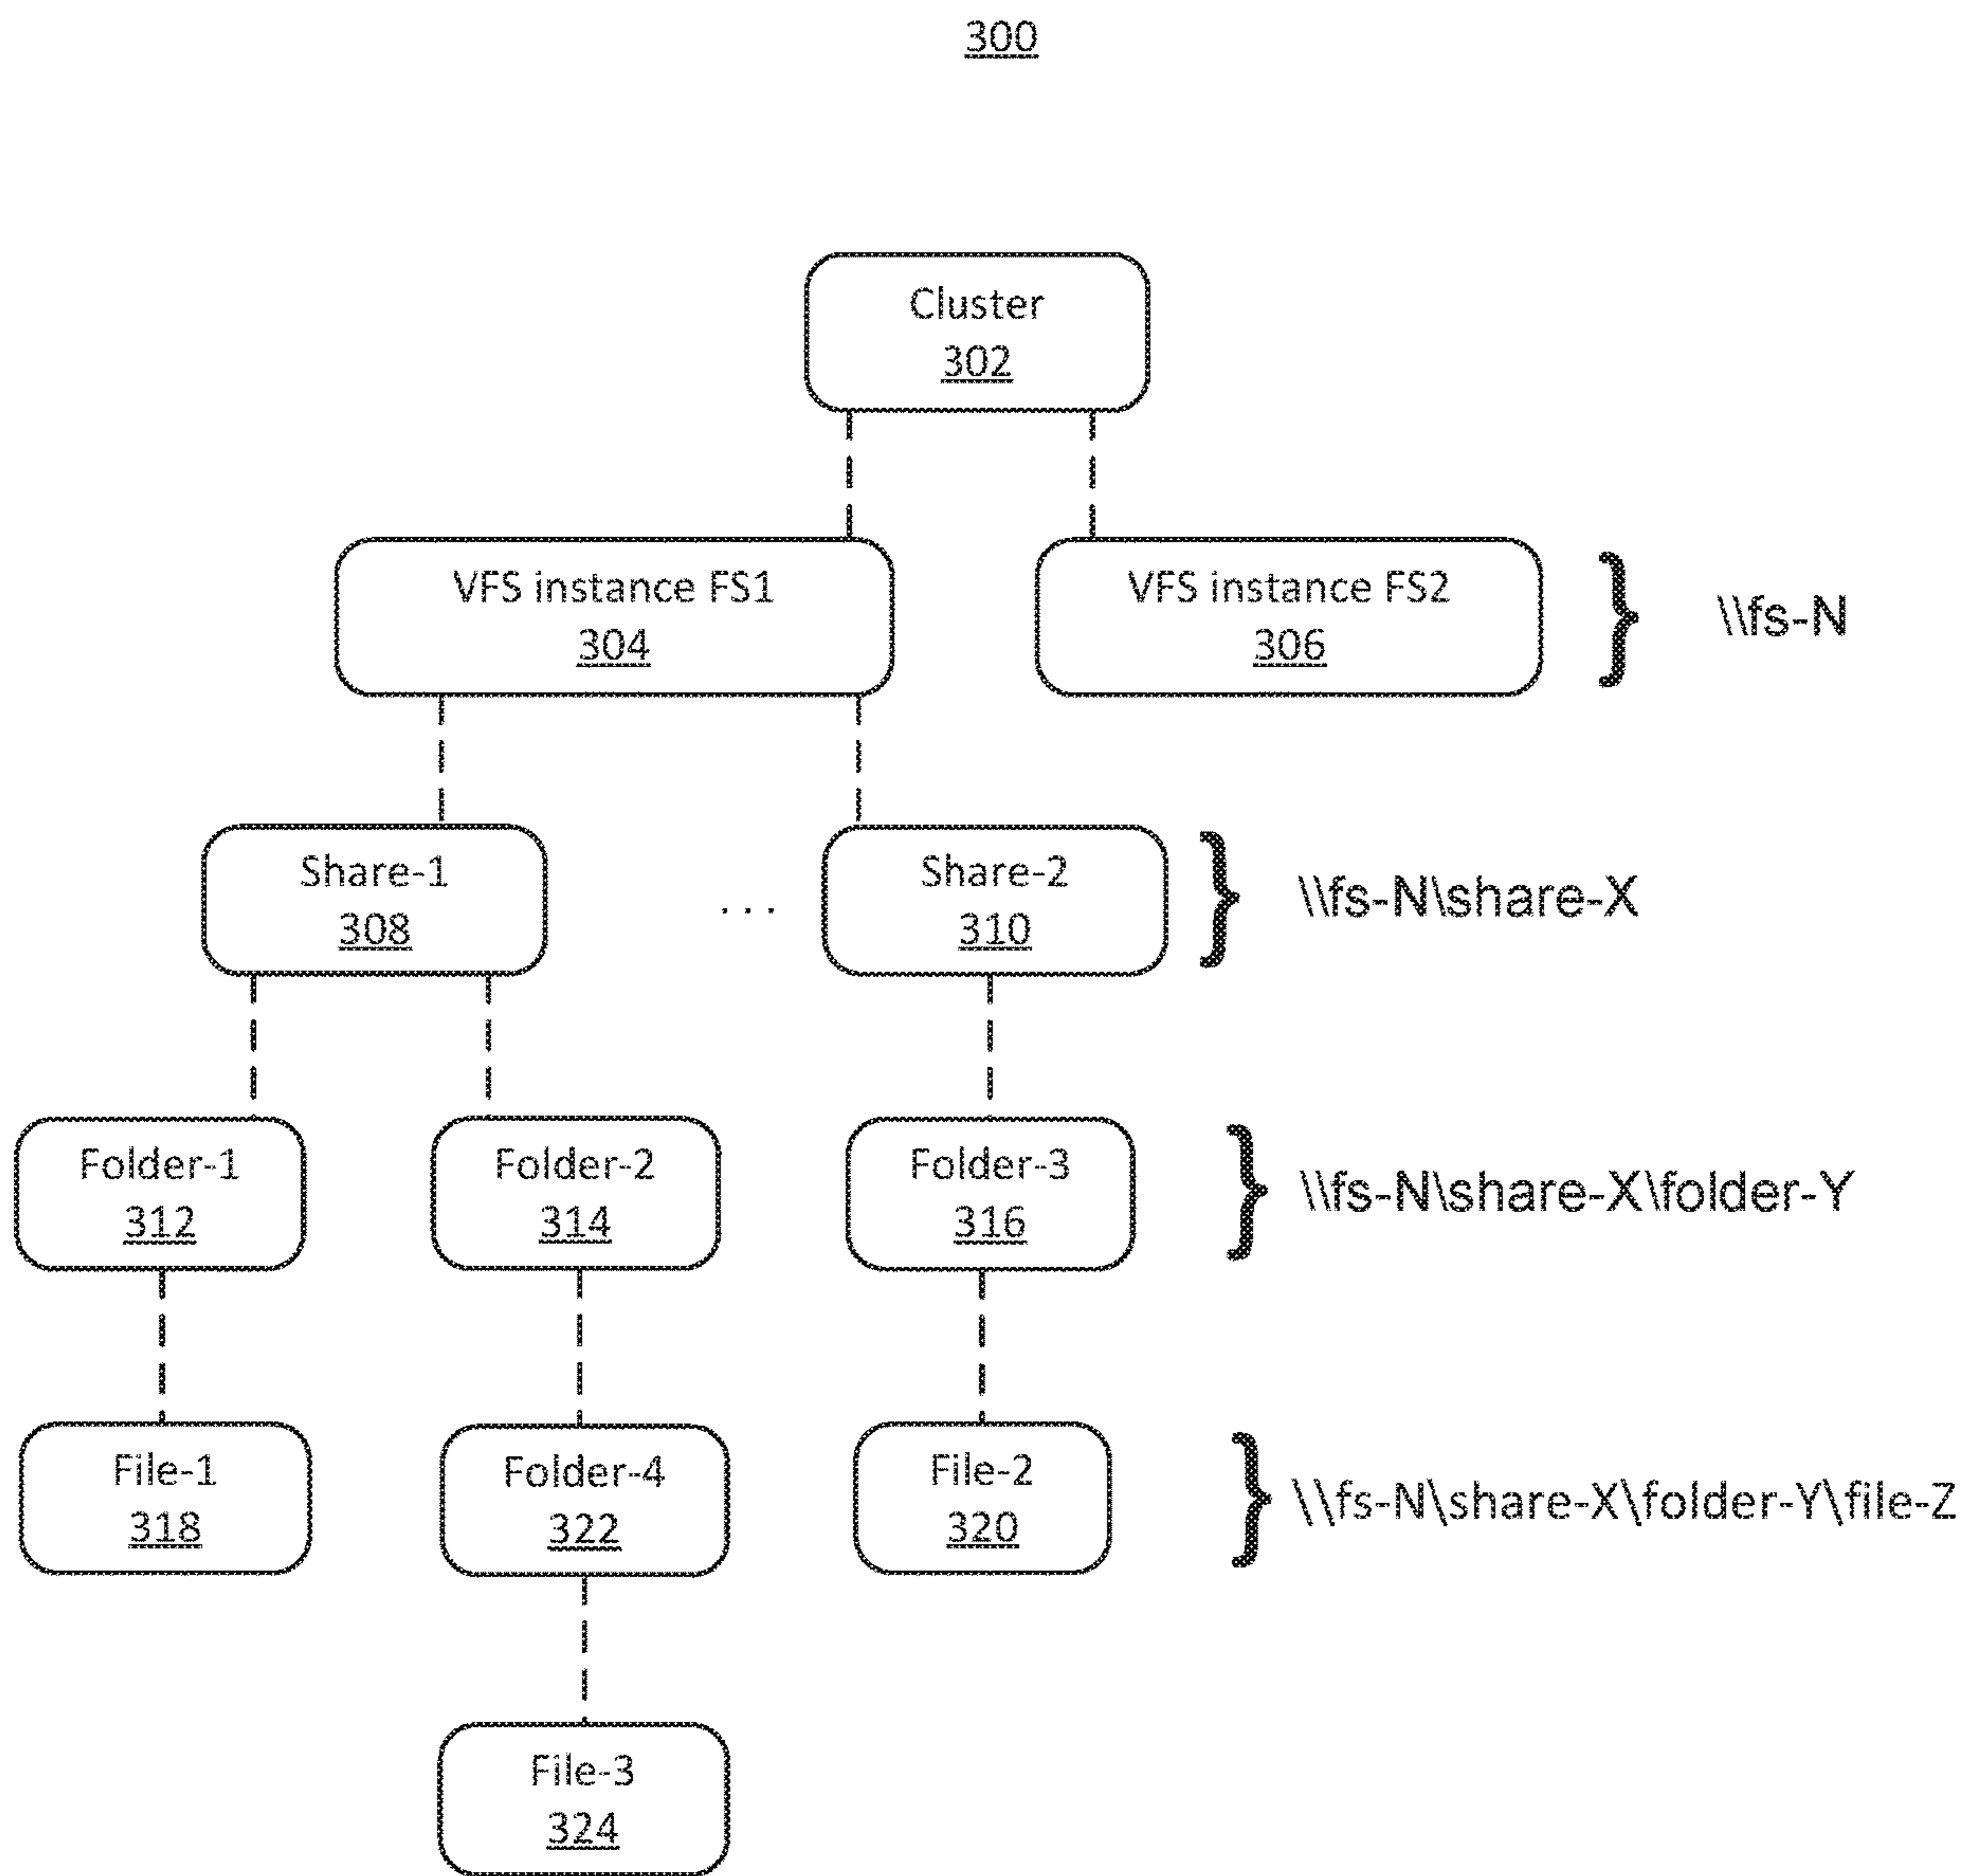 300
Cluster
302
VFS instance FS1
304
VFS instance FS2
306
\\fs-N
Share-1
308
...
Share-2
310
\\fs-N\share-X
Folder-1
312
Folder-2
314
Folder-3
316
\\fs-N\share-X\folder-Y
File-1
318
Folder-4
322
File-2
320
\\fs-N\share-X\folder-Y\file-Z
File-3
324